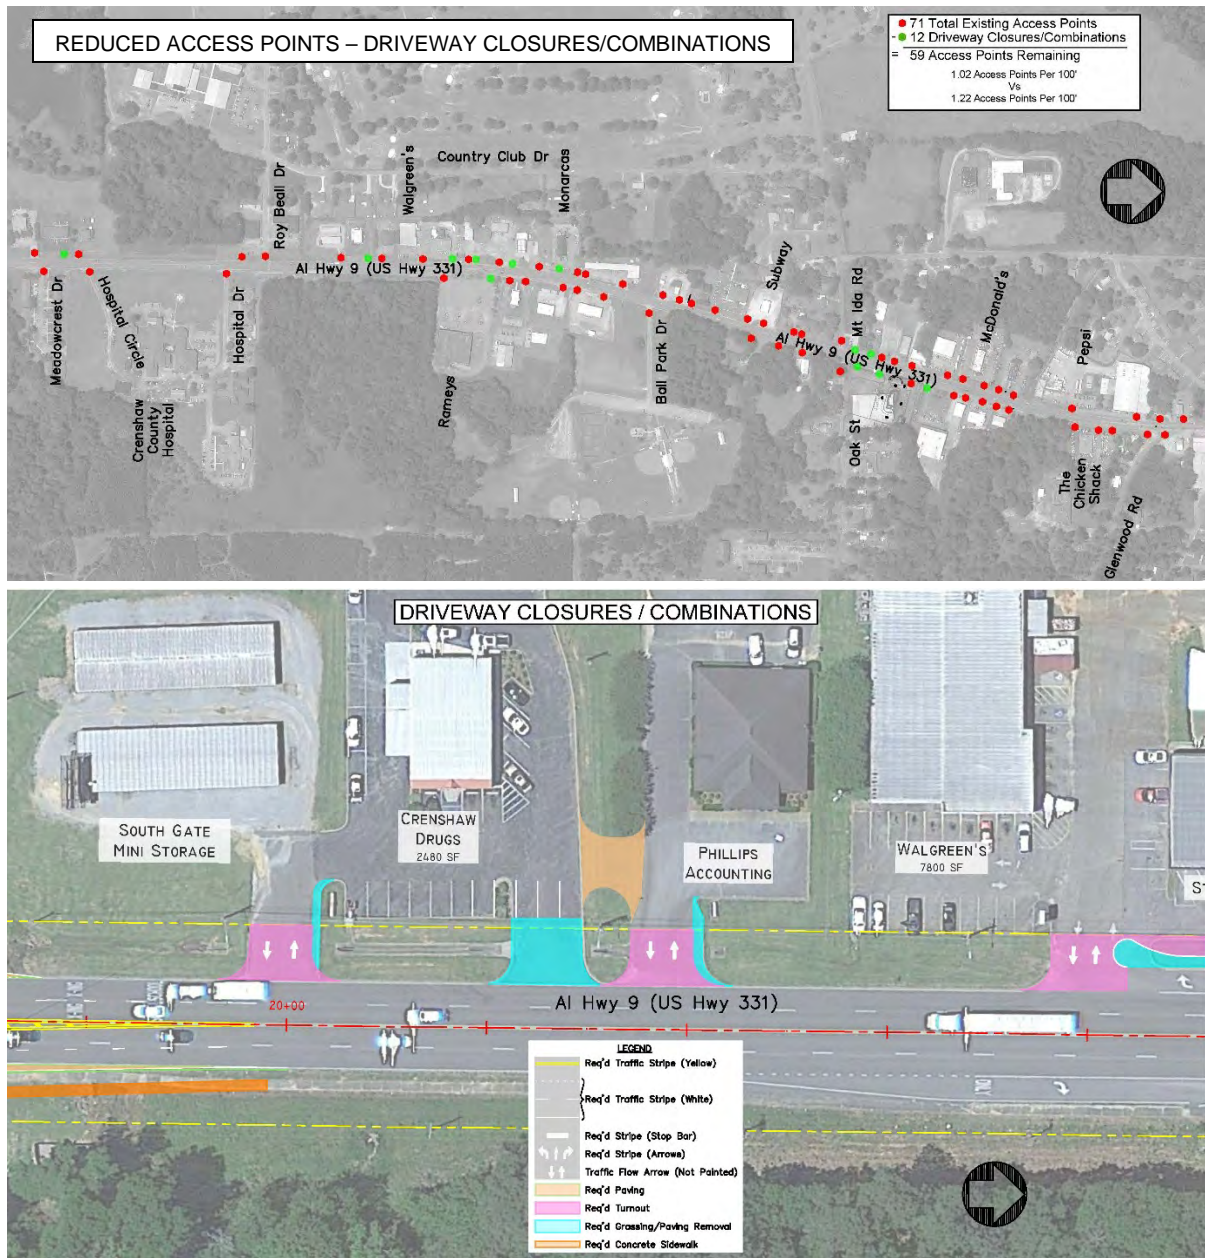 REDUCED ACCESS POINTS – DRIVEWAY CLOSURES/COMBINATIONS
71 Total Existing Access Points
- 12 Driveway Closures/Combinations
= 59 Access Points Remaining
1.02 Access Points Per 100'
Vs
1.22 Access Points Per 100'
Meadowcrest Dr
Hospital Circle
Crenshaw
County
Hospital
Hospital Dr
Roy Beall Dr
Al Hwy 9 (US Hwy 331)
Walgreen's
Country Club Dr
Rameys
Monarcas
Ball Park Dr
Subway
Al Hwy 9 (US Hwy 331)
Mt Ida Rd
Oak St
McDonald's
Pepsi
The
Chicken
Shack
Glenwood Rd
DRIVEWAY CLOSURES / COMBINATIONS
SOUTH GATE
MINI STORAGE
CRENSHAW
DRUGS
2480 SF
PHILLIPS
ACCOUNTING
WALGREEN'S
7800 SF
ST
20+00
Al Hwy 9 (US Hwy 331)
ONLY
LEGEND
Req'd Traffic Stripe (Yellow)
Req'd Traffic Stripe (White)
Req'd Stripe (Stop Bar)
Req'd Stripe (Arrows)
Traffic Flow Arrow (Not Painted)
Req'd Paving
Req'd Turnout
Req'd Grassing/Paving Removal
Req'd Concrete Sidewalk